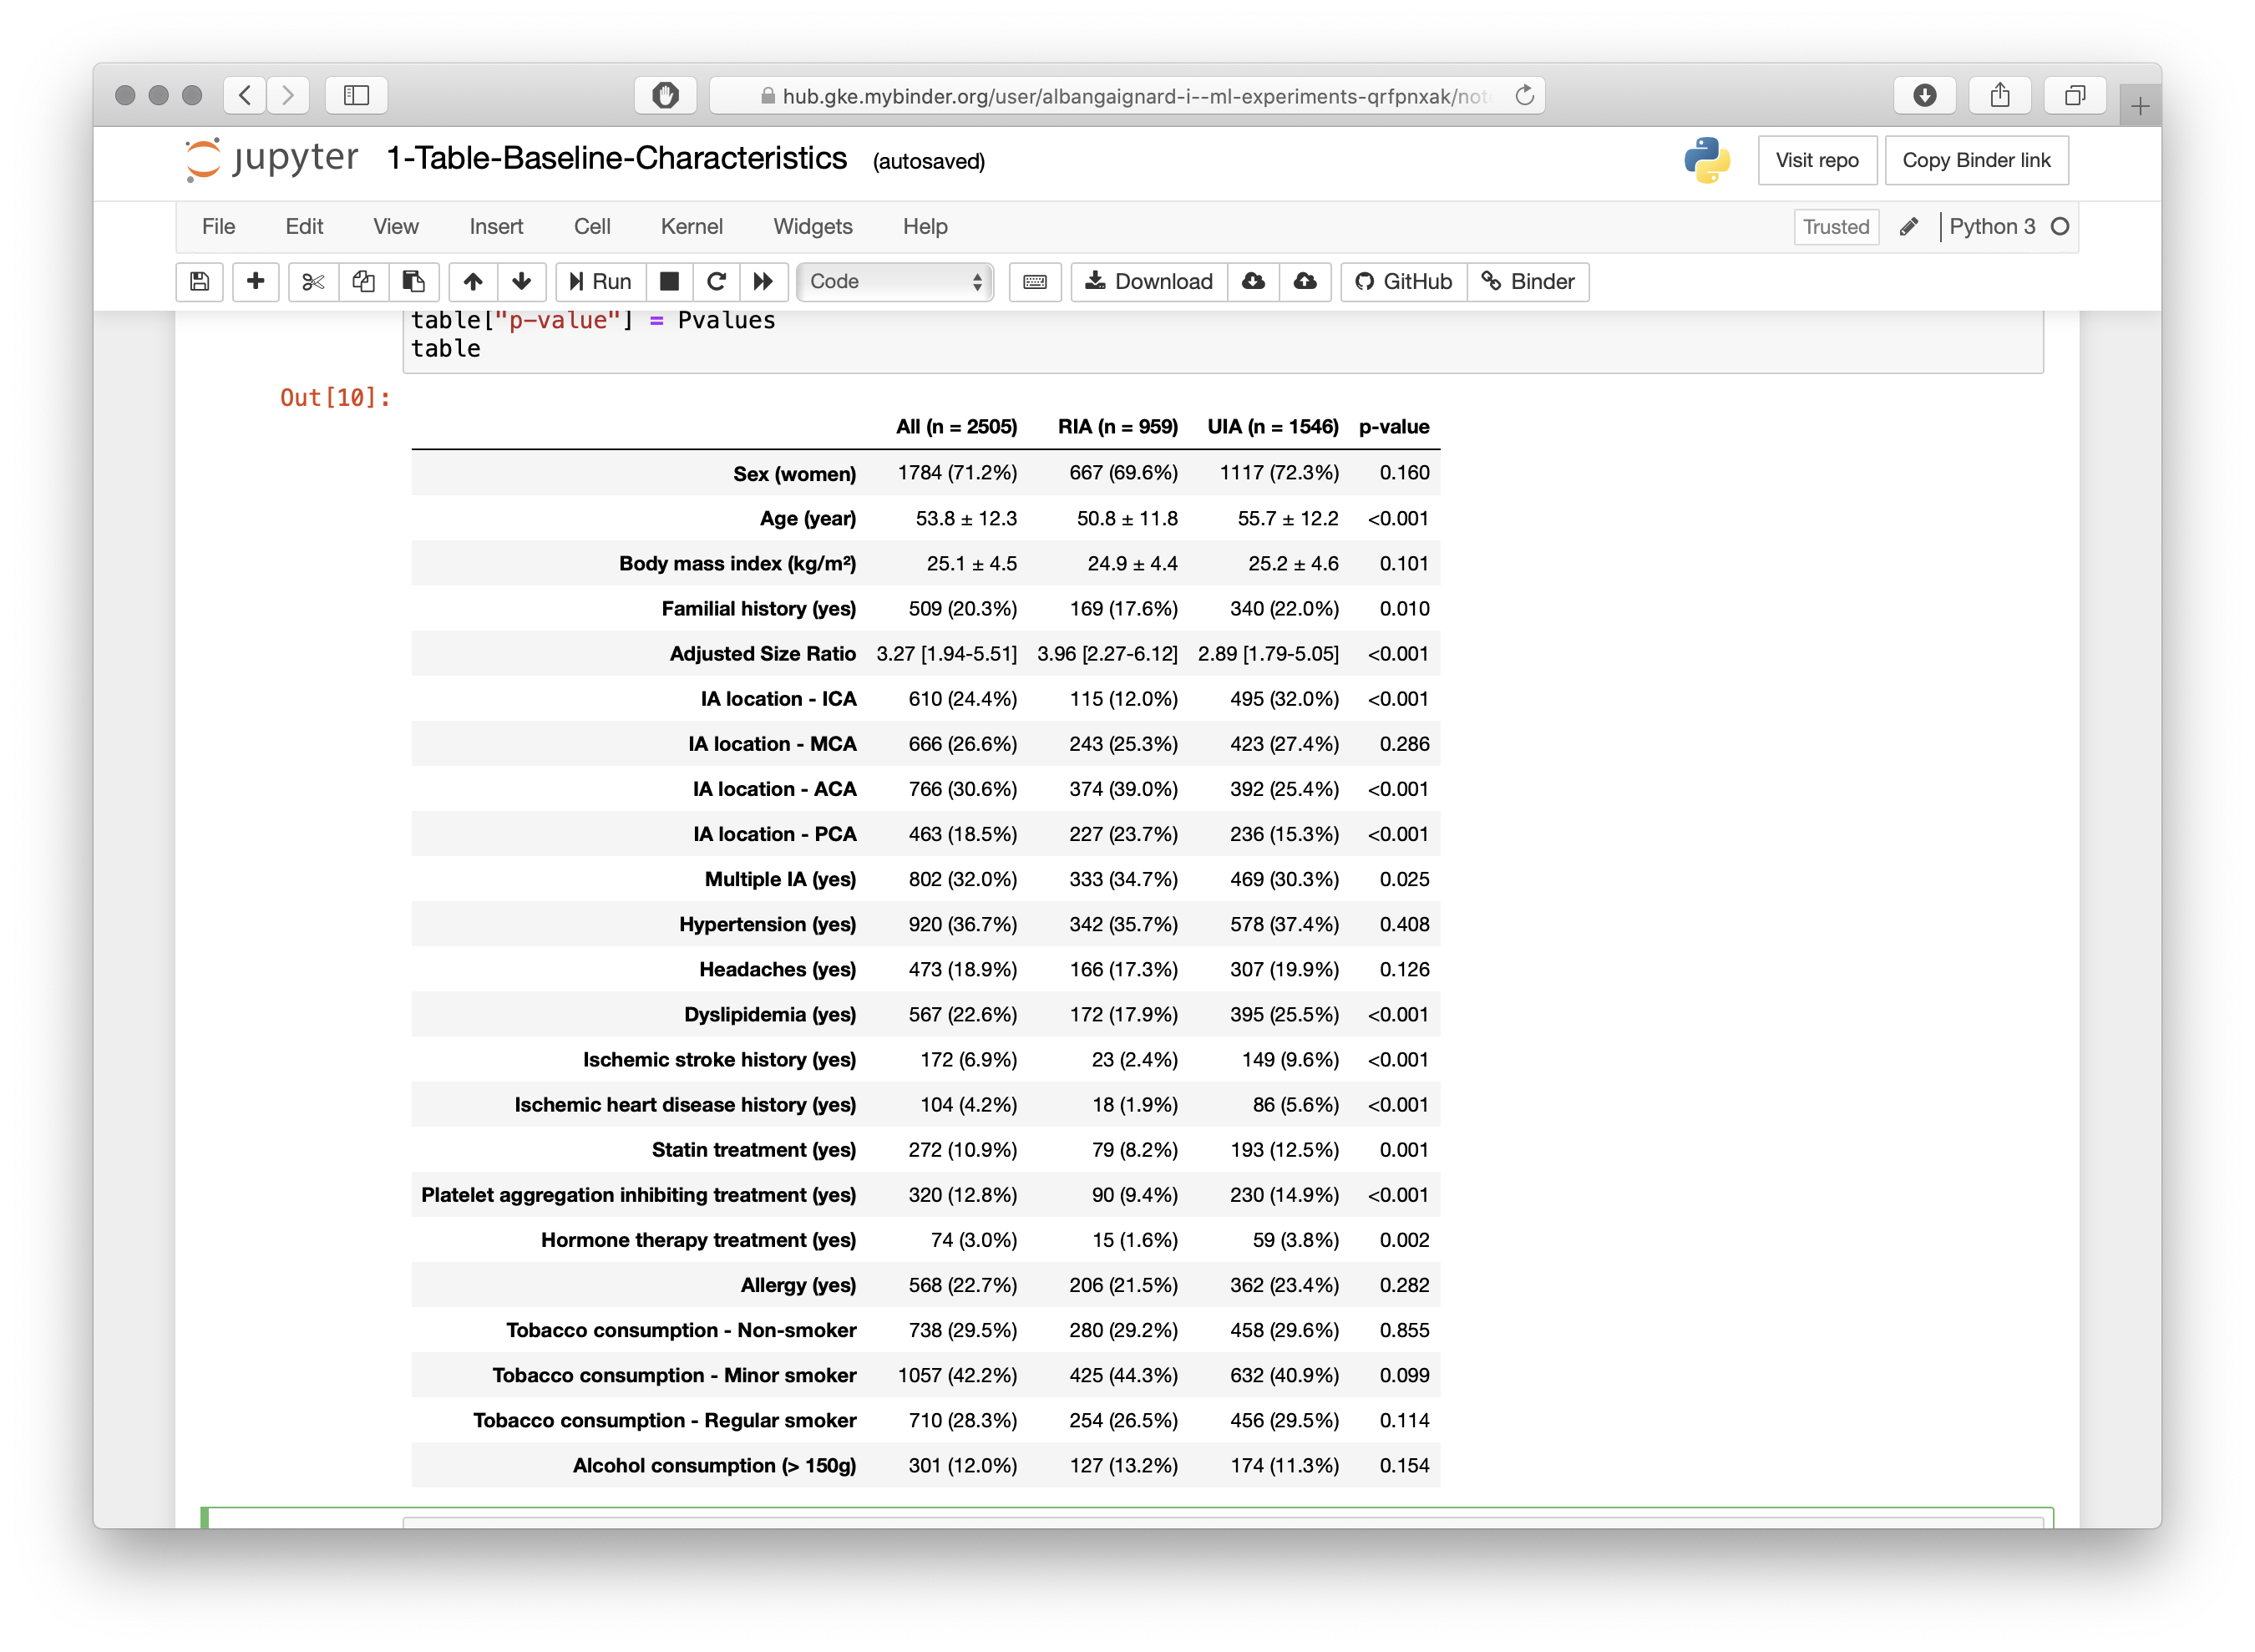 hub.gke.mybinder.org/user/albangaignard-i--ml-experiments-qrfpnxak/not
jupyter 1-Table-Baseline-Characteristics (autosaved) Visit repo Copy Binder link
File Edit View Insert Cell Kernel Widgets Help Trusted Python 3
Run Code Download GitHub Binder
table["p-value"] = Pvalues
table
Out[10]:
All (n = 2505) RIA (n = 959) UIA (n = 1546) p-value
Sex (women) 1784 (71.2%) 667 (69.6%) 1117 (72.3%) 0.160
Age (year) 53.8 ± 12.3 50.8 ± 11.8 55.7 ± 12.2 <0.001
Body mass index (kg/m²) 25.1 ± 4.5 24.9 ± 4.4 25.2 ± 4.6 0.101
Familial history (yes) 509 (20.3%) 169 (17.6%) 340 (22.0%) 0.010
Adjusted Size Ratio 3.27 [1.94-5.51] 3.96 [2.27-6.12] 2.89 [1.79-5.05] <0.001
IA location - ICA 610 (24.4%) 115 (12.0%) 495 (32.0%) <0.001
IA location - MCA 666 (26.6%) 243 (25.3%) 423 (27.4%) 0.286
IA location - ACA 766 (30.6%) 374 (39.0%) 392 (25.4%) <0.001
IA location - PCA 463 (18.5%) 227 (23.7%) 236 (15.3%) <0.001
Multiple IA (yes) 802 (32.0%) 333 (34.7%) 469 (30.3%) 0.025
Hypertension (yes) 920 (36.7%) 342 (35.7%) 578 (37.4%) 0.408
Headaches (yes) 473 (18.9%) 166 (17.3%) 307 (19.9%) 0.126
Dyslipidemia (yes) 567 (22.6%) 172 (17.9%) 395 (25.5%) <0.001
Ischemic stroke history (yes) 172 (6.9%) 23 (2.4%) 149 (9.6%) <0.001
Ischemic heart disease history (yes) 104 (4.2%) 18 (1.9%) 86 (5.6%) <0.001
Statin treatment (yes) 272 (10.9%) 79 (8.2%) 193 (12.5%) 0.001
Platelet aggregation inhibiting treatment (yes) 320 (12.8%) 90 (9.4%) 230 (14.9%) <0.001
Hormone therapy treatment (yes) 74 (3.0%) 15 (1.6%) 59 (3.8%) 0.002
Allergy (yes) 568 (22.7%) 206 (21.5%) 362 (23.4%) 0.282
Tobacco consumption - Non-smoker 738 (29.5%) 280 (29.2%) 458 (29.6%) 0.855
Tobacco consumption - Minor smoker 1057 (42.2%) 425 (44.3%) 632 (40.9%) 0.099
Tobacco consumption - Regular smoker 710 (28.3%) 254 (26.5%) 456 (29.5%) 0.114
Alcohol consumption (> 150g) 301 (12.0%) 127 (13.2%) 174 (11.3%) 0.154